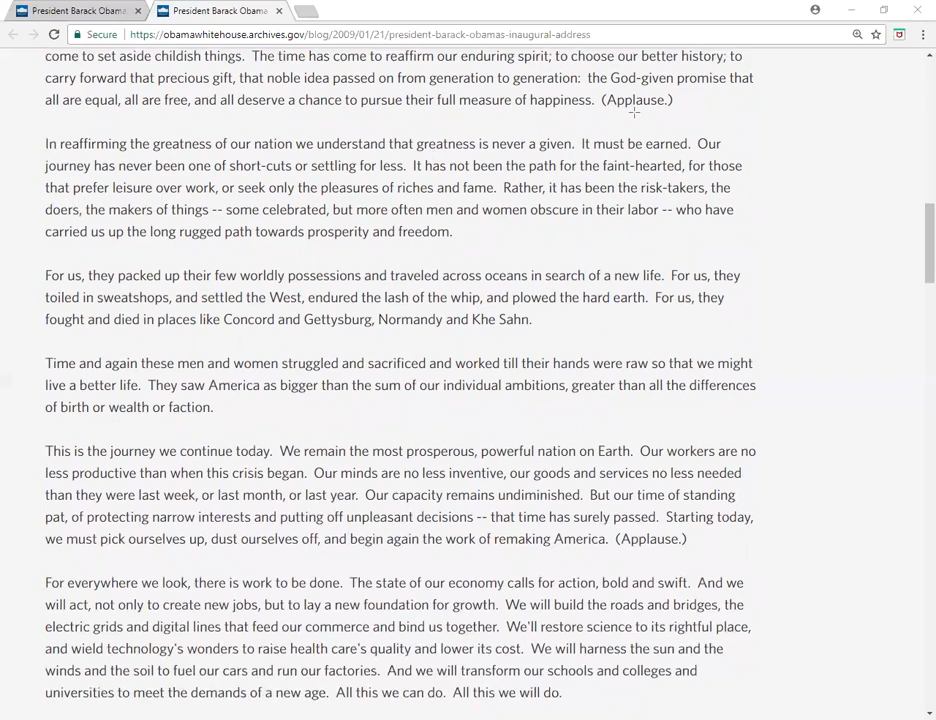 President Barack Obama
President Barack Obama
Secure
https://obamawhitehouse.archives.gov/blog/2009/01/21/president-barack-obamas-inaugural-address
come to set aside childish things.  The time has come to reaffirm our enduring spirit; to choose our better history; to
carry forward that precious gift, that noble idea passed on from generation to generation:  the God-given promise that
all are equal, all are free, and all deserve a chance to pursue their full measure of happiness.  (Applause.)
In reaffirming the greatness of our nation we understand that greatness is never a given.  It must be earned.  Our
journey has never been one of short-cuts or settling for less.  It has not been the path for the faint-hearted, for those
that prefer leisure over work, or seek only the pleasures of riches and fame.  Rather, it has been the risk-takers, the
doers, the makers of things -- some celebrated, but more often men and women obscure in their labor -- who have
carried us up the long rugged path towards prosperity and freedom.
For us, they packed up their few worldly possessions and traveled across oceans in search of a new life.  For us, they
toiled in sweatshops, and settled the West, endured the lash of the whip, and plowed the hard earth.  For us, they
fought and died in places like Concord and Gettysburg, Normandy and Khe Sahn.
Time and again these men and women struggled and sacrificed and worked till their hands were raw so that we might
live a better life.  They saw America as bigger than the sum of our individual ambitions, greater than all the differences
of birth or wealth or faction.
This is the journey we continue today.  We remain the most prosperous, powerful nation on Earth.  Our workers are no
less productive than when this crisis began.  Our minds are no less inventive, our goods and services no less needed
than they were last week, or last month, or last year.  Our capacity remains undiminished.  But our time of standing
pat, of protecting narrow interests and putting off unpleasant decisions -- that time has surely passed.  Starting today,
we must pick ourselves up, dust ourselves off, and begin again the work of remaking America.  (Applause.)
For everywhere we look, there is work to be done.  The state of our economy calls for action, bold and swift.  And we
will act, not only to create new jobs, but to lay a new foundation for growth.  We will build the roads and bridges, the
electric grids and digital lines that feed our commerce and bind us together.  We'll restore science to its rightful place,
and wield technology's wonders to raise health care's quality and lower its cost.  We will harness the sun and the
winds and the soil to fuel our cars and run our factories.  And we will transform our schools and colleges and
universities to meet the demands of a new age.  All this we can do.  All this we will do.